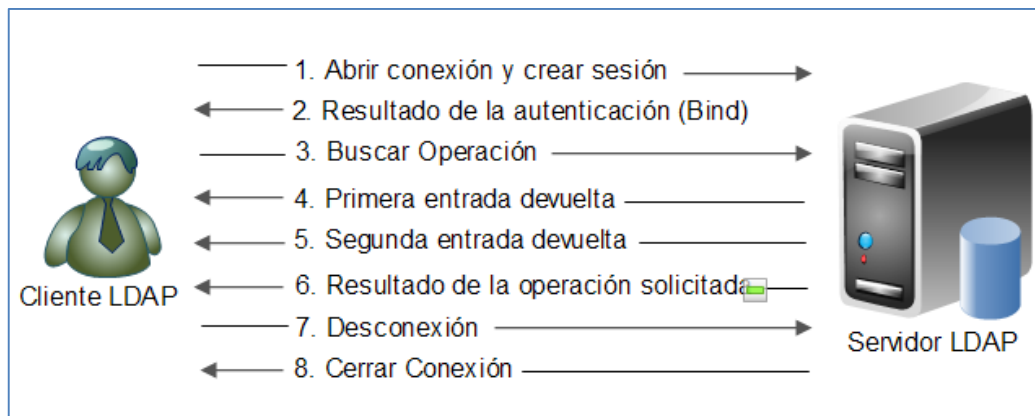 1. Abrir conexión y crear sesión
2. Resultado de la autenticación (Bind)
3. Buscar Operación
4. Primera entrada devuelta
5. Segunda entrada devuelta
6. Resultado de la operación solicitada
7. Desconexión
8. Cerrar Conexión
Cliente LDAP
Servidor LDAP